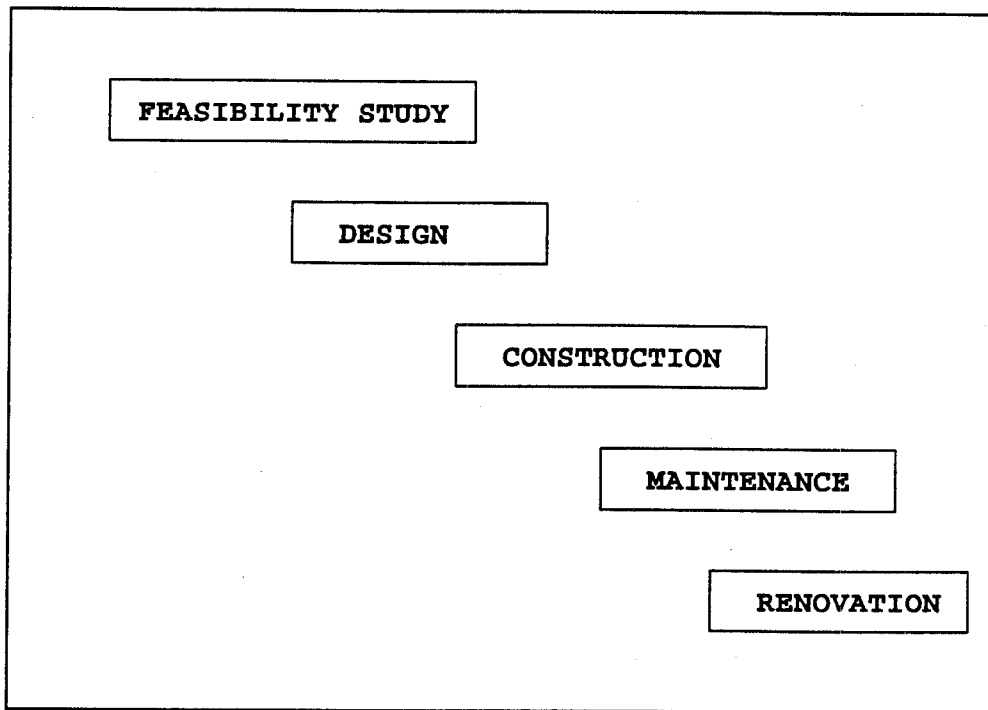 FEASIBILITY STUDY
DESIGN
CONSTRUCTION
MAINTENANCE
RENOVATION